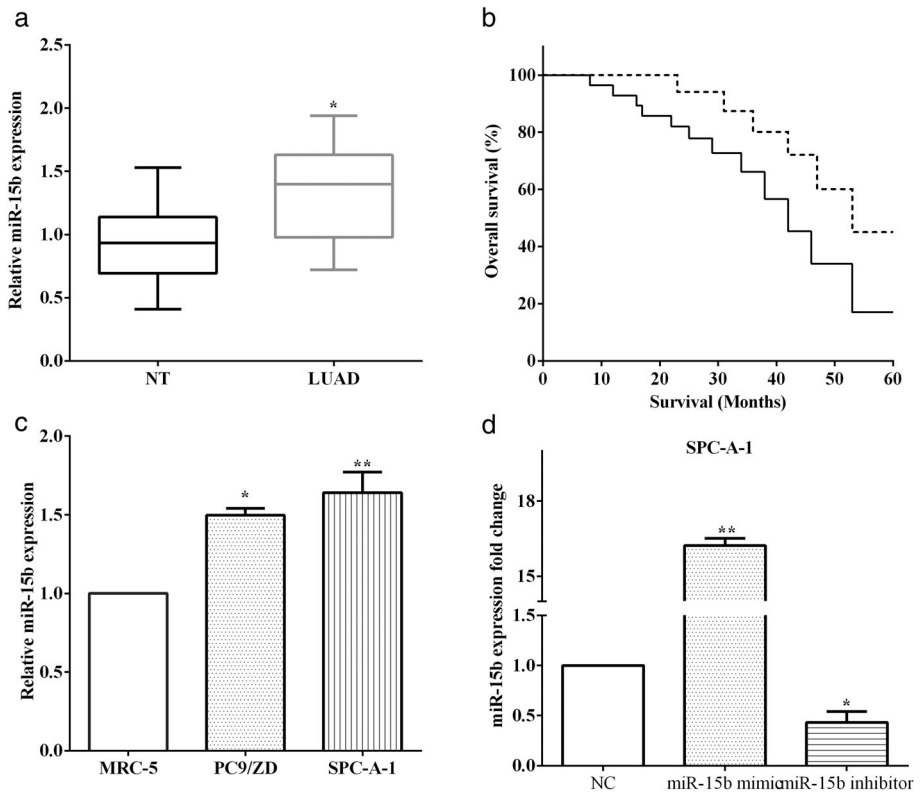 a
Relative miR-15b expression
2.5
2.0
1.5
1.0
0.5
0.0
*
NT
LUAD
b
Overall survival (%)
100
80
60
40
20
0
0
10
20
30
40
50
60
Survival (Months)
c
Relative miR-15b expression
2.0
1.5
1.0
0.5
0.0
*
**
MRC-5
PC9/ZD
SPC-A-1
d
SPC-A-1
miR-15b expression fold change
18
15
1.5
1.0
0.5
0.0
**
*
NC
miR-15b mimic
miR-15b inhibitor